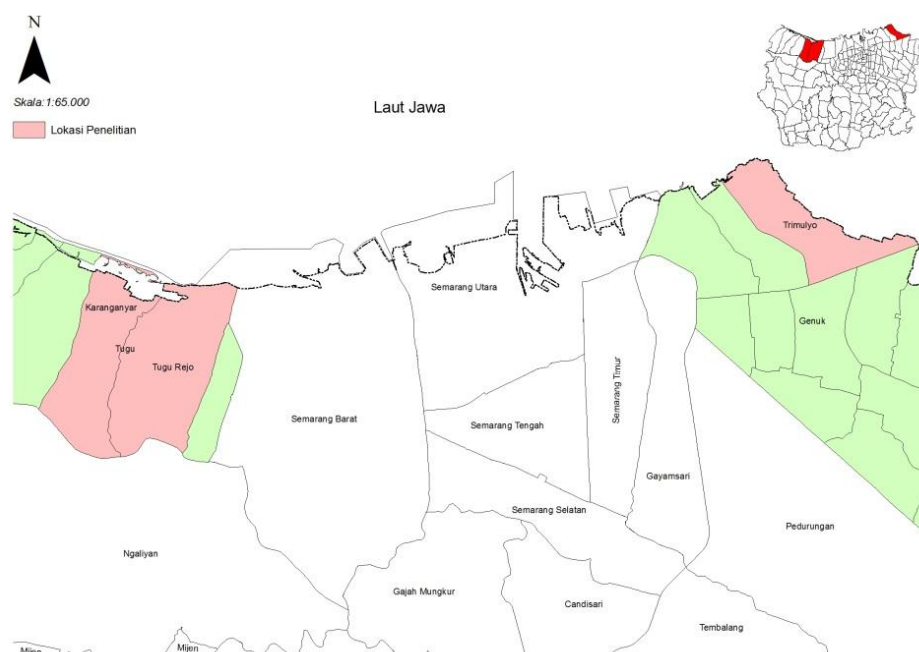 N
Skala:1:65.000
Lokasi Penelitian
Laut Jawa
Trimulyo
Karanganyar
Semarang Utara
Genuk
Tugu
Tugu Rejo
Semarang Timur
Semarang Barat
Semarang Tengah
Gayamsari
Semarang Selatan
Pedurungan
Ngaliyan
Gajah Mungkur
Candisari
Tembalang
Mijen
Mijen